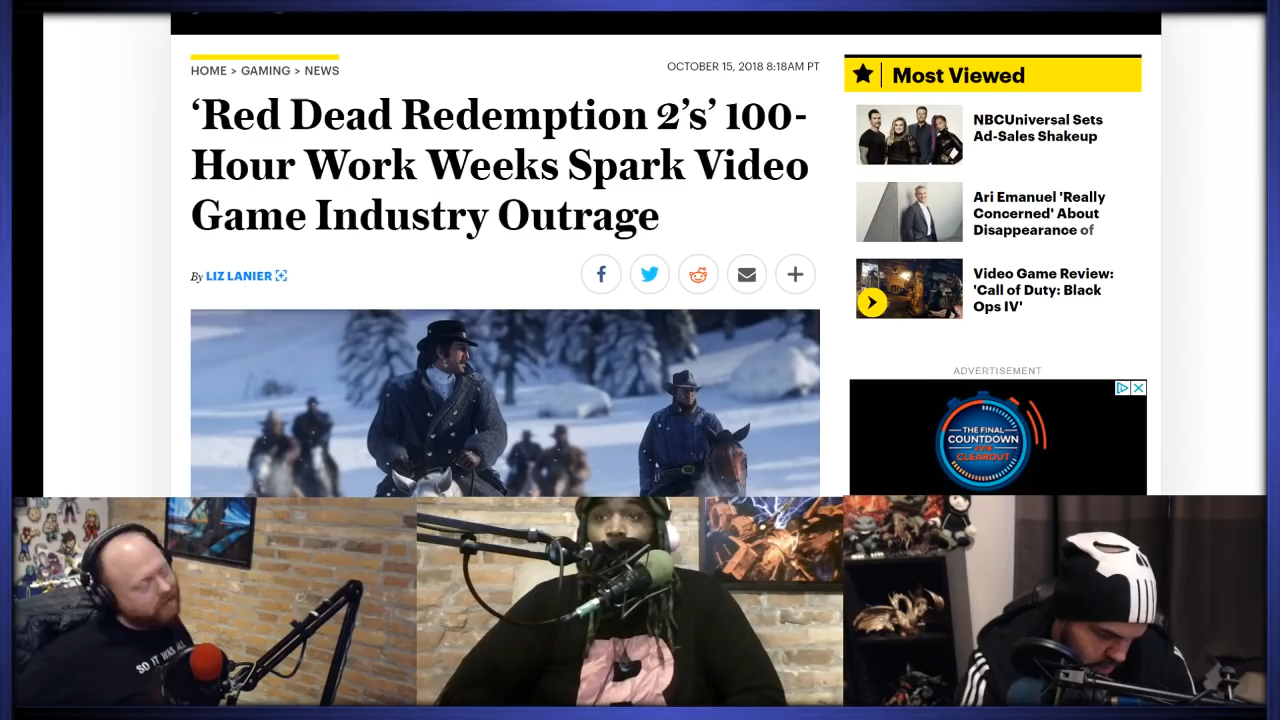 HOME > GAMING > NEWS
OCTOBER 15, 2018 8:18AM PT
‘Red Dead Redemption 2’s’ 100-
Hour Work Weeks Spark Video
Game Industry Outrage
By LIZ LANIER
Most Viewed
NBCUniversal Sets
Ad-Sales Shakeup
Ari Emanuel 'Really
Concerned' About
Disappearance of
Video Game Review:
'Call of Duty: Black
Ops IV'
ADVERTISEMENT
THE FINAL
COUNTDOWN
2018
CLEAROUT
SO IT WAS ALL